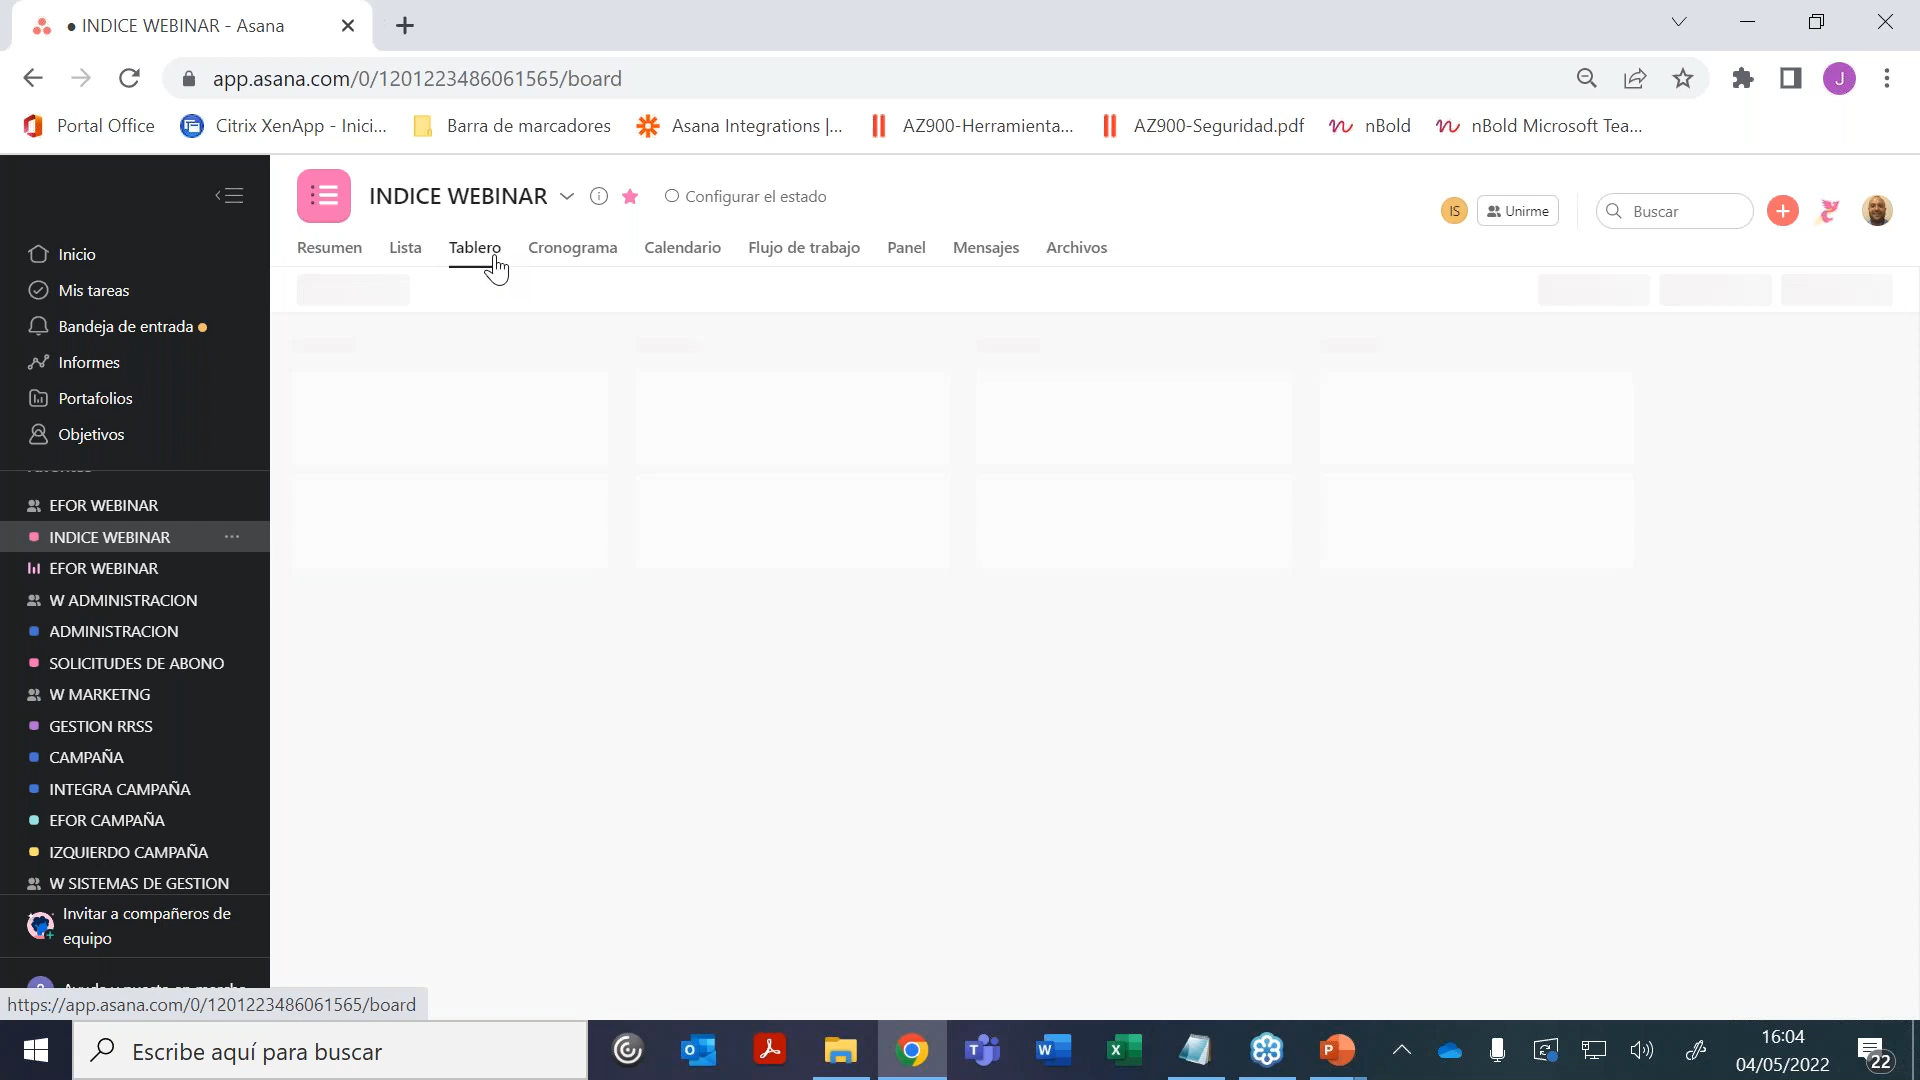 ● INDICE WEBINAR - Asana
app.asana.com/0/1201223486061565/board
J
Portal Office
Citrix XenApp - Inici...
Barra de marcadores
Asana Integrations |...
AZ900-Herramienta...
AZ900-Seguridad.pdf
nBold
nBold Microsoft Tea...
INDICE WEBINAR
Configurar el estado
IS
Unirme
Buscar
Resumen
Lista
Tablero
Cronograma
Calendario
Flujo de trabajo
Panel
Mensajes
Archivos
Inicio
Mis tareas
Bandeja de entrada
Informes
Portafolios
Objetivos
EFOR WEBINAR
INDICE WEBINAR
EFOR WEBINAR
W ADMINISTRACION
ADMINISTRACION
SOLICITUDES DE ABONO
W MARKETNG
GESTION RRSS
CAMPAÑA
INTEGRA CAMPAÑA
EFOR CAMPAÑA
IZQUIERDO CAMPAÑA
W SISTEMAS DE GESTION
Invitar a compañeros de
equipo
https://app.asana.com/0/1201223486061565/board
Escribe aquí para buscar
16:04
04/05/2022
22